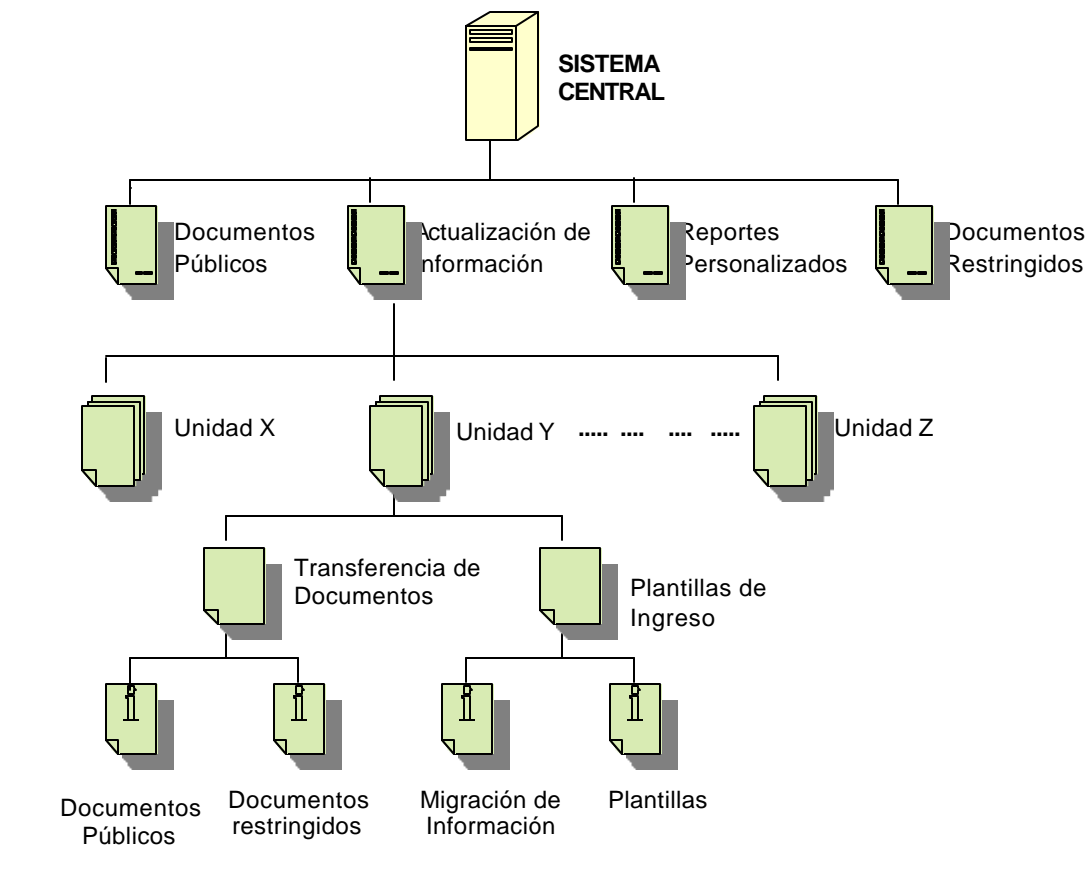 SISTEMA
CENTRAL
Documentos
Públicos
Actualización de
Información
Reportes
Personalizados
Documentos
Restringidos
Unidad X
Unidad Y ..... .... .... .....
Unidad Z
Transferencia de
Documentos
Plantillas de
Ingreso
Documentos
Públicos
Documentos
restringidos
Migración de
Información
Plantillas